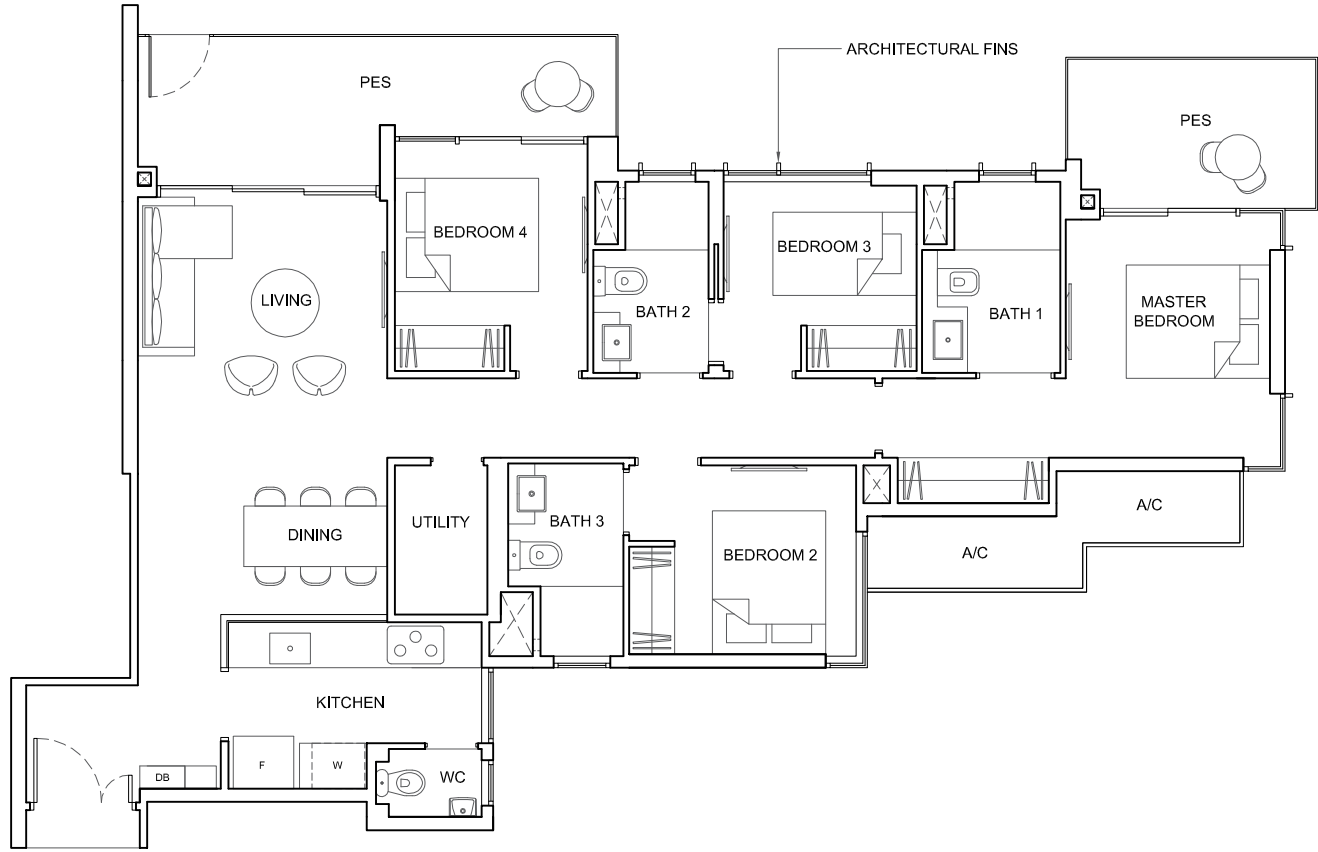 ARCHITECTURAL FINS
PES
PES
BEDROOM 4
BEDROOM 3
LIVING
BATH 2
BATH 1
MASTER
BEDROOM
A/C
UTILITY
BATH 3
DINING
BEDROOM 2
A/C
KITCHEN
DB
F
W
WC